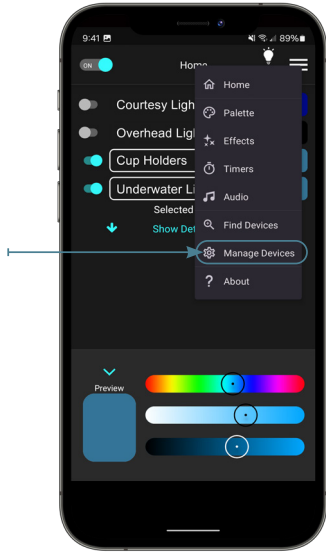 9:41 89%
ON Home
Home
Courtesy Ligh
Palette
Overhead Lig
Effects
Cup Holders
Timers
Underwater Li
Audio
Selected
Show Det
Find Devices
Manage Devices
About
Preview